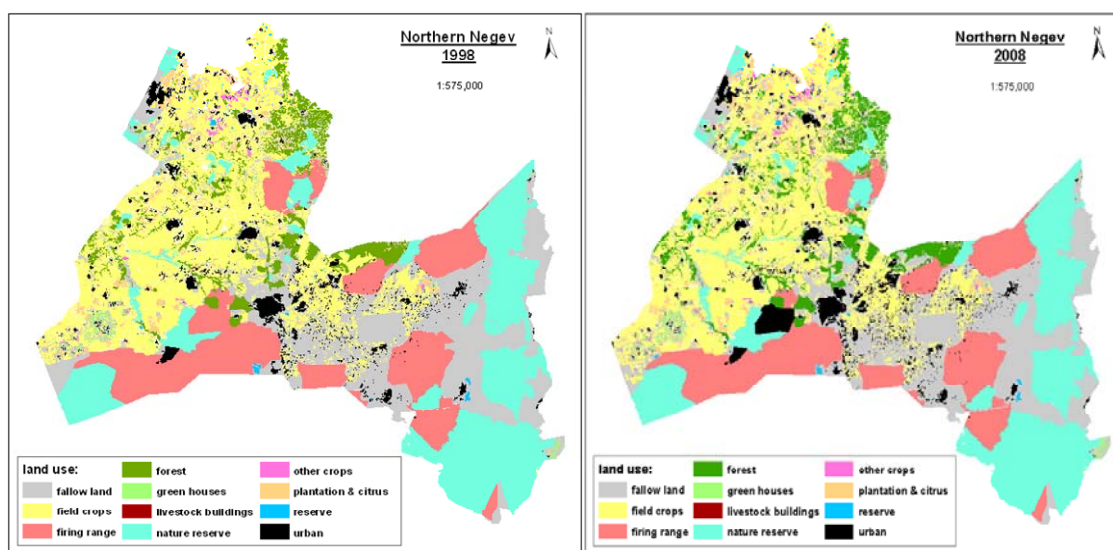 Northern Negev
1998
N
1:575,000
land use:
fallow land
field crops
firing range
forest
green houses
livestock buildings
nature reserve
other crops
plantation & citrus
reserve
urban
Northern Negev
2008
N
1:575,000
land use:
fallow land
field crops
firing range
forest
green houses
livestock buildings
nature reserve
other crops
plantation & citrus
reserve
urban